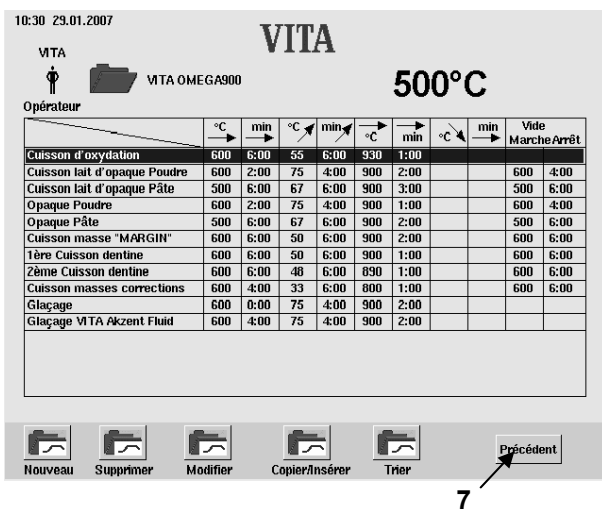 10:30 29.01.2007
VITA
VITA
VITA OMEGA900
500°C
Opérateur
°C min °C min °C min °C min Vide
Marche Arrêt
Cuisson d'oxydation 600 6:00 55 6:00 930 1:00
Cuisson lait d'opaque Poudre 600 2:00 75 4:00 900 2:00 600 4:00
Cuisson lait d'opaque Pâte 500 6:00 67 6:00 900 3:00 500 6:00
Opaque Poudre 600 2:00 75 4:00 900 1:00 600 4:00
Opaque Pâte 500 6:00 67 6:00 900 2:00 500 6:00
Cuisson masse "MARGIN" 600 6:00 50 6:00 900 2:00 600 6:00
1ère Cuisson dentine 600 6:00 50 6:00 900 1:00 600 6:00
2ème Cuisson dentine 600 6:00 48 6:00 890 1:00 600 6:00
Cuisson masses corrections 600 4:00 33 6:00 800 1:00 600 6:00
Glaçage 600 0:00 75 4:00 900 2:00
Glaçage VITA Akzent Fluid 600 4:00 75 4:00 900 2:00
Nouveau Supprimer Modifier Copier/Insérer Trier Précédent
7